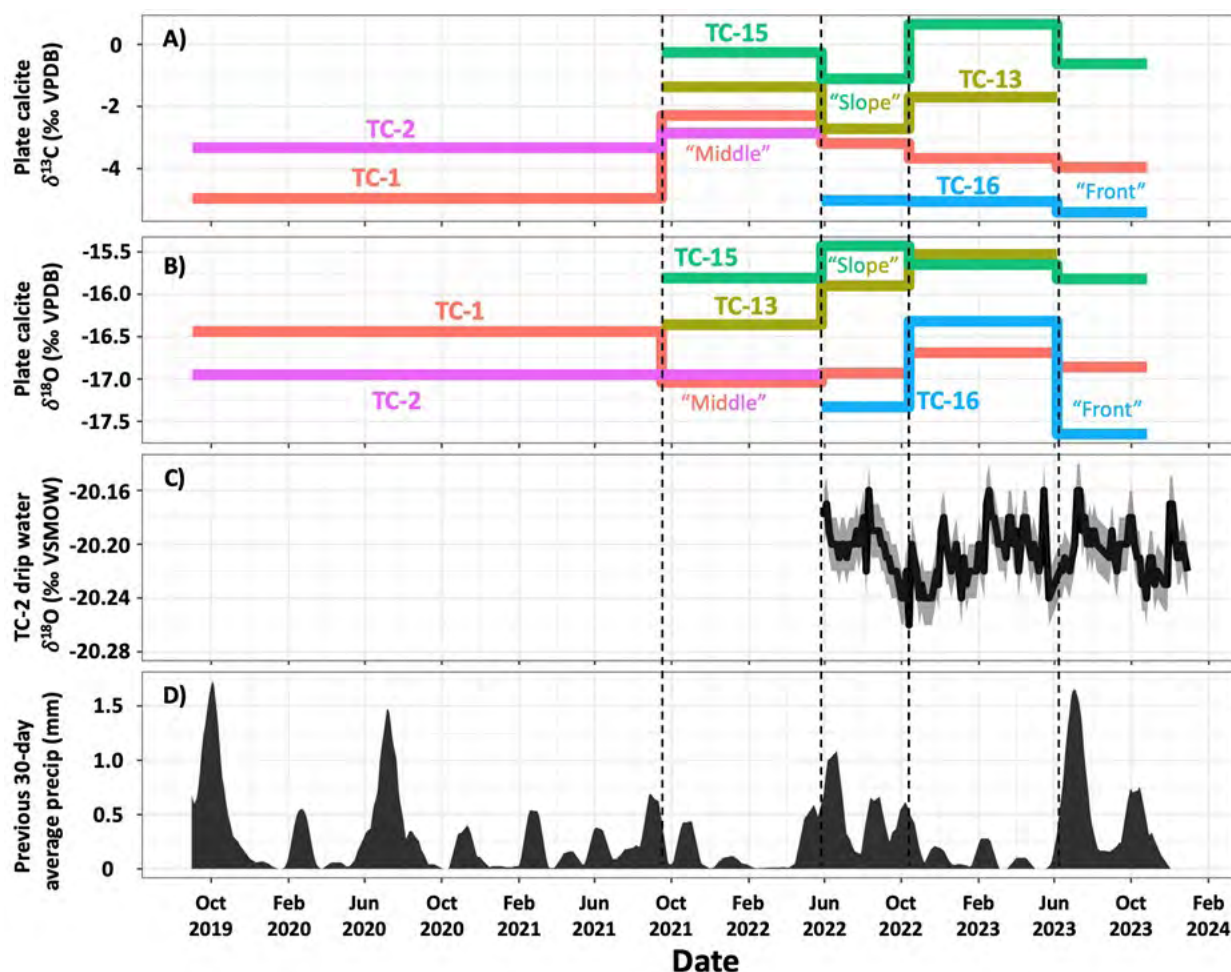 A)
Plate calcite
δ¹³C (‰ VPDB)
0
-2
-4
TC-15
TC-13
"Slope"
TC-2
"Middle"
TC-1
TC-16
"Front"
B)
Plate calcite
δ¹⁸O (‰ VPDB)
-15.5
-16.0
-16.5
-17.0
-17.5
TC-15
"Slope"
TC-1
TC-13
TC-2
"Middle"
TC-16
"Front"
C)
TC-2 drip water
δ¹⁸O (‰ VSMOW)
-20.16
-20.20
-20.24
-20.28
D)
Previous 30-day
average precip (mm)
1.5
1.0
0.5
0
Oct Feb Jun Oct Feb Jun Oct Feb Jun Oct Feb Jun Oct Feb
2019 2020 2020 2020 2021 2021 2021 2022 2022 2022 2023 2023 2023 2024
Date